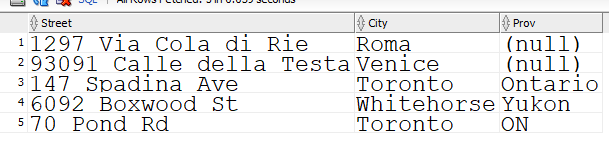 SQL | All Rows Fetched: 5 in 0.035 seconds
Street City Prov
1 1297 Via Cola di Rie Roma (null)
2 93091 Calle della Testa Venice (null)
3 147 Spadina Ave Toronto Ontario
4 6092 Boxwood St Whitehorse Yukon
5 70 Pond Rd Toronto ON